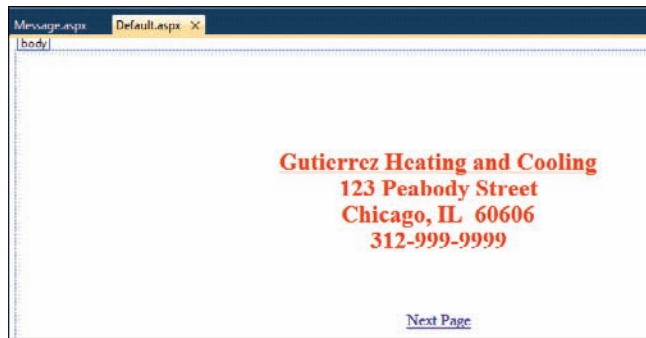 Message.aspx Default.aspx X
body
Gutierrez Heating and Cooling
123 Peabody Street
Chicago, IL 60606
312-999-9999
Next Page